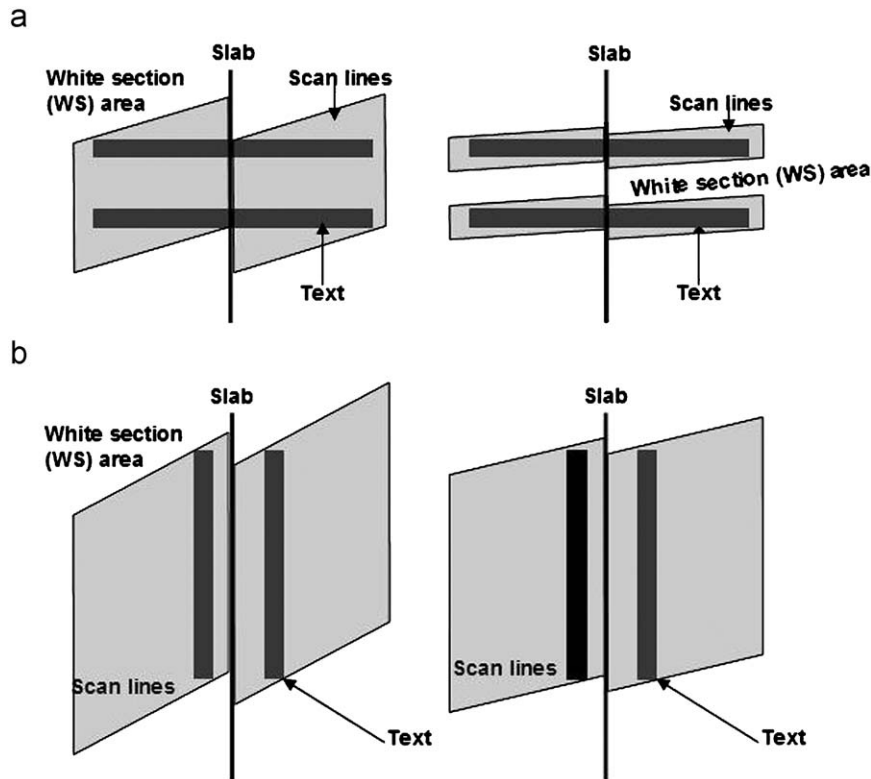 a
Slab
White section
(WS) area
Scan lines
Text
Slab
Scan lines
White section (WS) area
Text
b
Slab
White section
(WS) area
Scan lines
Text
Slab
Scan lines
Text